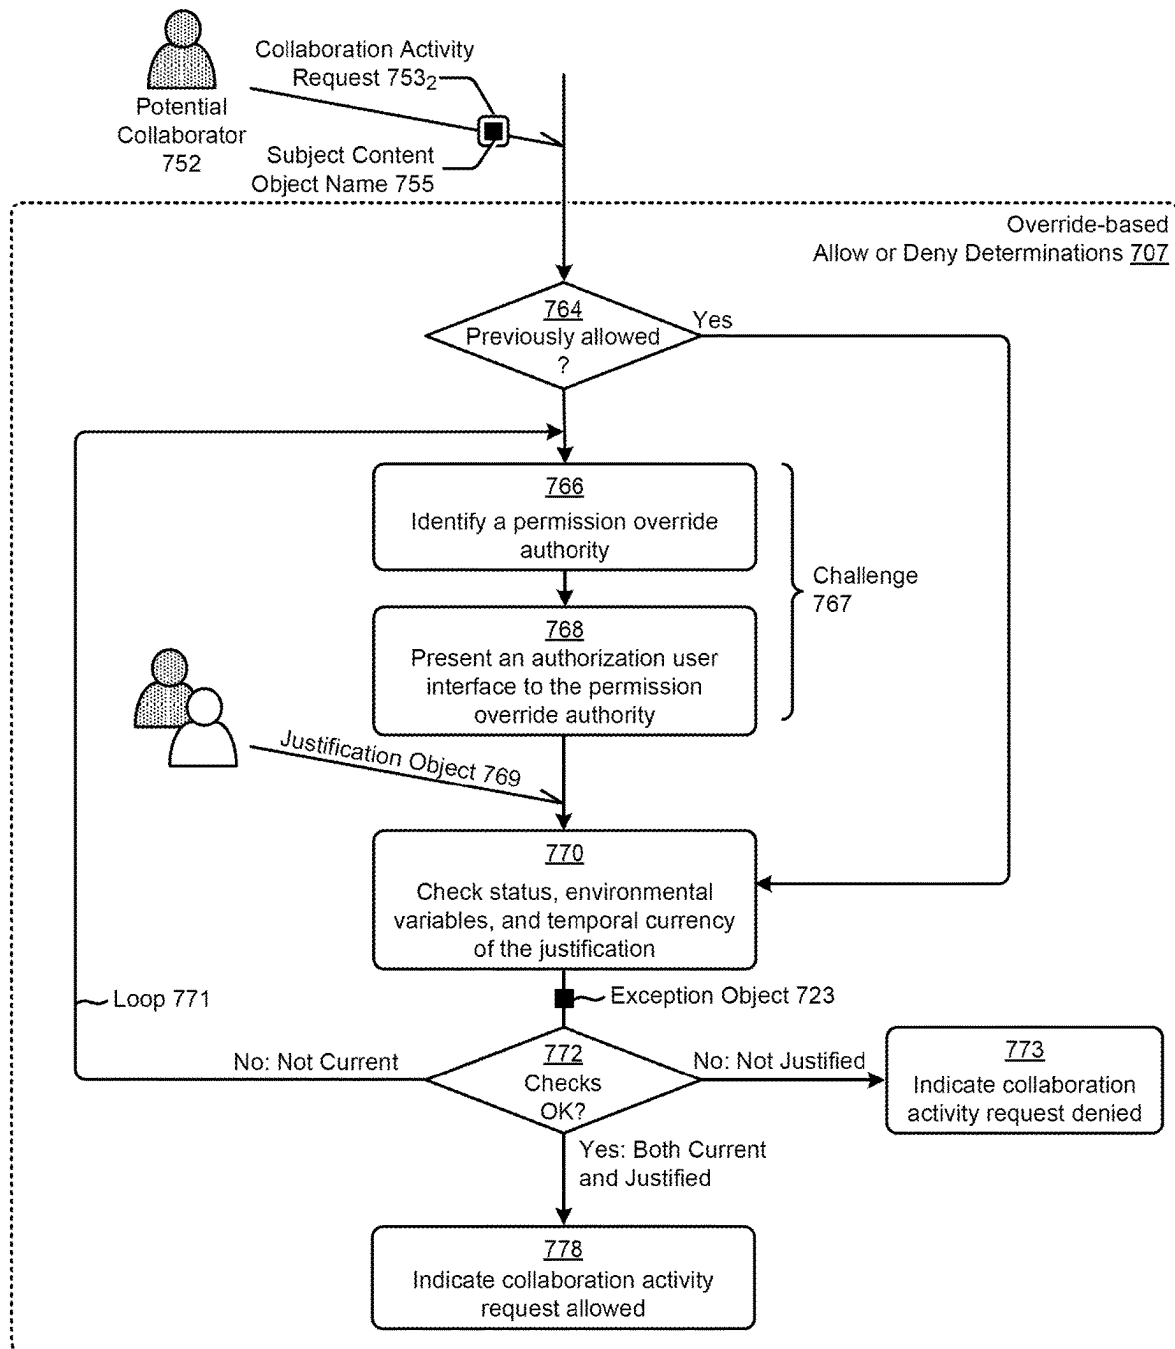 Collaboration Activity
Request 753₂
Potential
Collaborator
752
Subject Content
Object Name 755
Override-based
Allow or Deny Determinations 707
764
Previously allowed
?
Yes
766
Identify a permission override
authority
Challenge
767
768
Present an authorization user
interface to the permission
override authority
Justification Object 769
770
Check status, environmental
variables, and temporal currency
of the justification
Loop 771
Exception Object 723
No: Not Current
772
Checks
OK?
No: Not Justified
773
Indicate collaboration
activity request denied
Yes: Both Current
and Justified
778
Indicate collaboration activity
request allowed